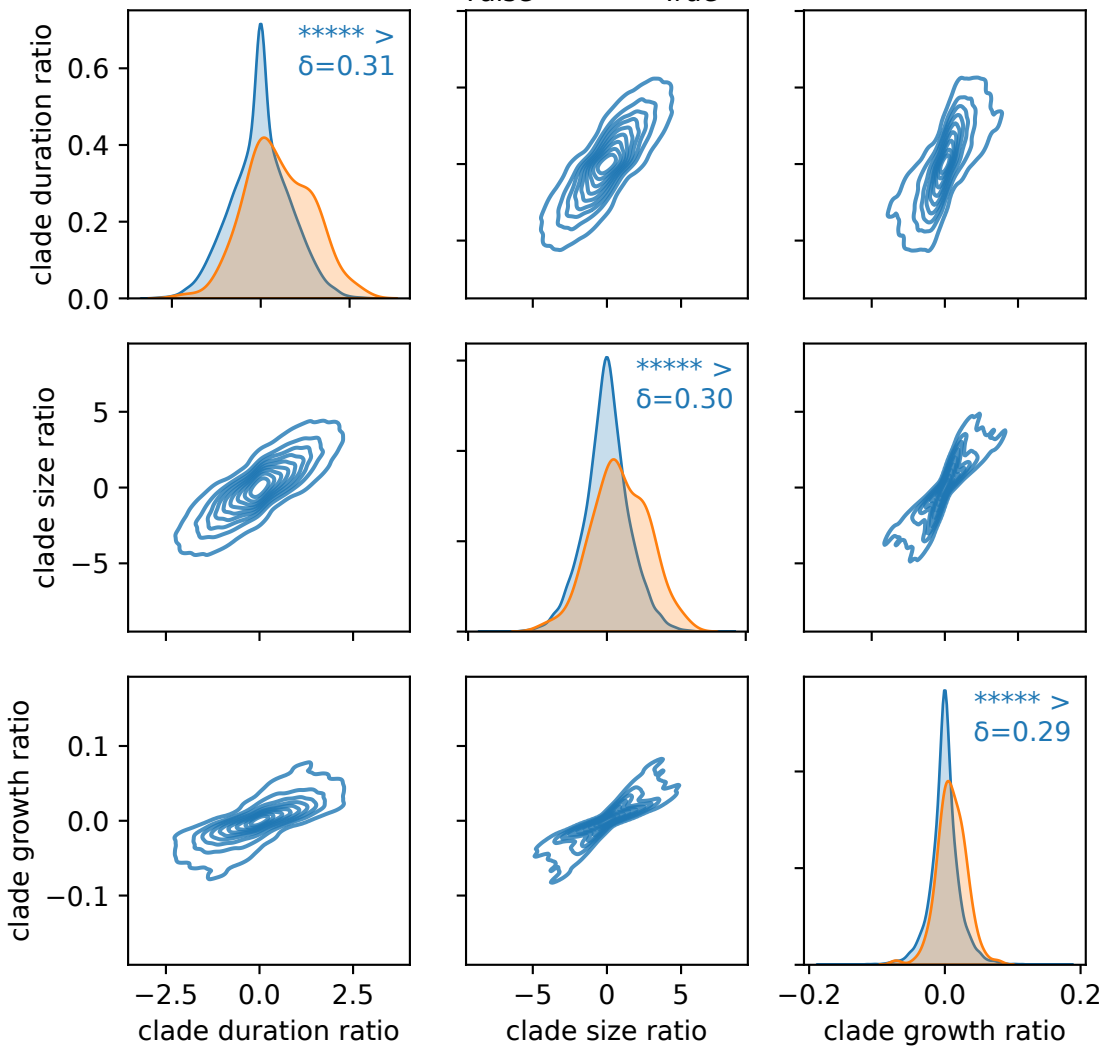 ***** >
δ=0.31
clade duration ratio
0.6
0.4
0.2
0.0
***** >
δ=0.30
clade size ratio
5
0
−5
***** >
δ=0.29
clade growth ratio
0.1
0.0
−0.1
−2.5 0.0 2.5
−5 0 5
−0.2 0.0 0.2
clade duration ratio
clade size ratio
clade growth ratio